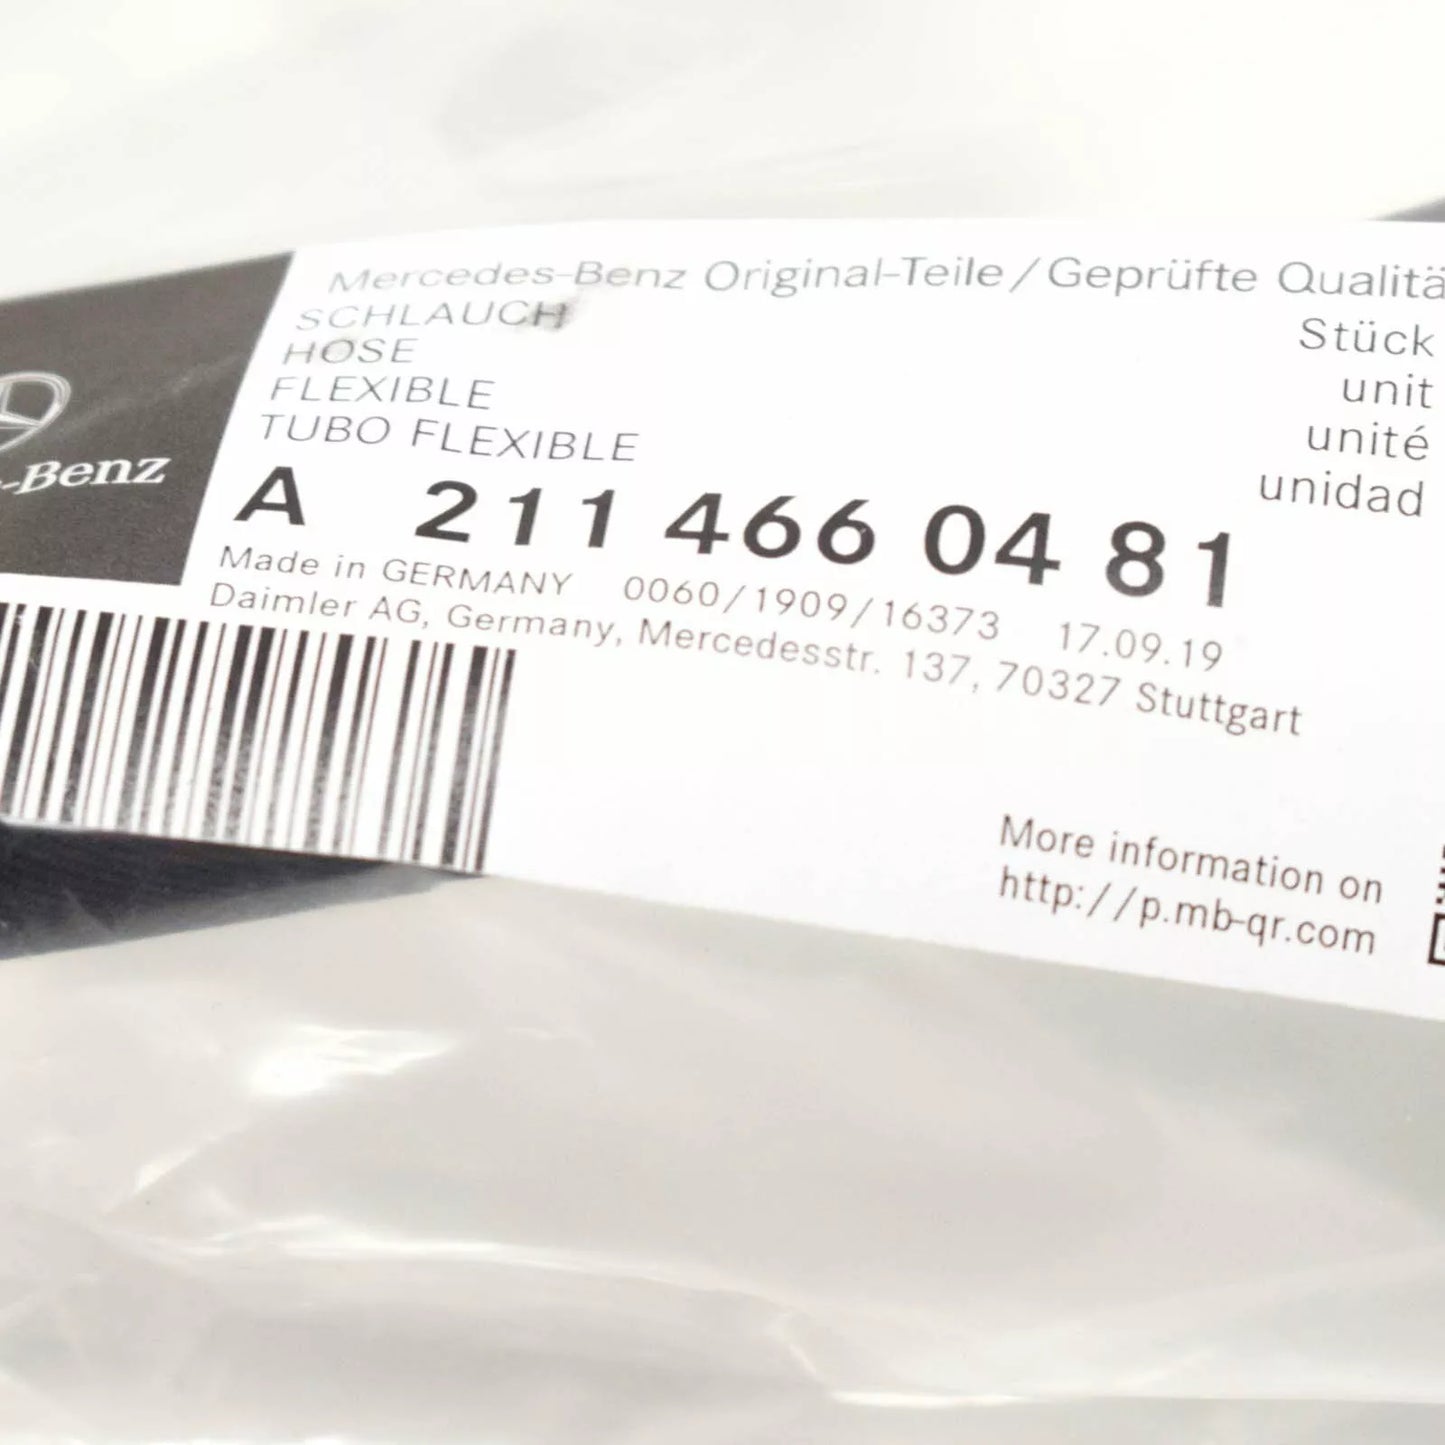 Mercedes-Benz Original-Teile/Geprüfte Qualitä
SCHLAUCH
HOSE
FLEXIBLE
TUBO FLEXIBLE
Stück
unit
unité
unidad
-Benz
A 211 466 04 81
Made in GERMANY 0060/1909/16373 17.09.19
Daimler AG, Germany, Mercedesstr. 137, 70327 Stuttgart
More information on
http://p.mb-qr.com